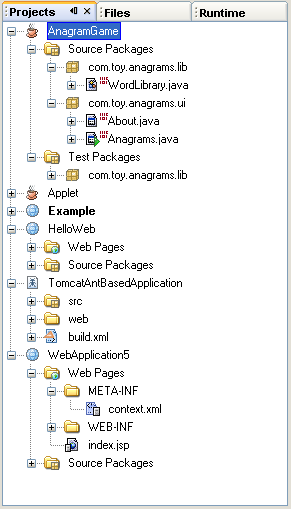 Projects Files Runtime
AnagramGame
Source Packages
com.toy.anagrams.lib
WordLibrary.java
com.toy.anagrams.ui
About.java
Anagrams.java
Test Packages
com.toy.anagrams.lib
Applet
Example
HelloWeb
Web Pages
Source Packages
TomcatAntBasedApplication
src
web
build.xml
WebApplication5
Web Pages
META-INF
context.xml
WEB-INF
index.jsp
Source Packages